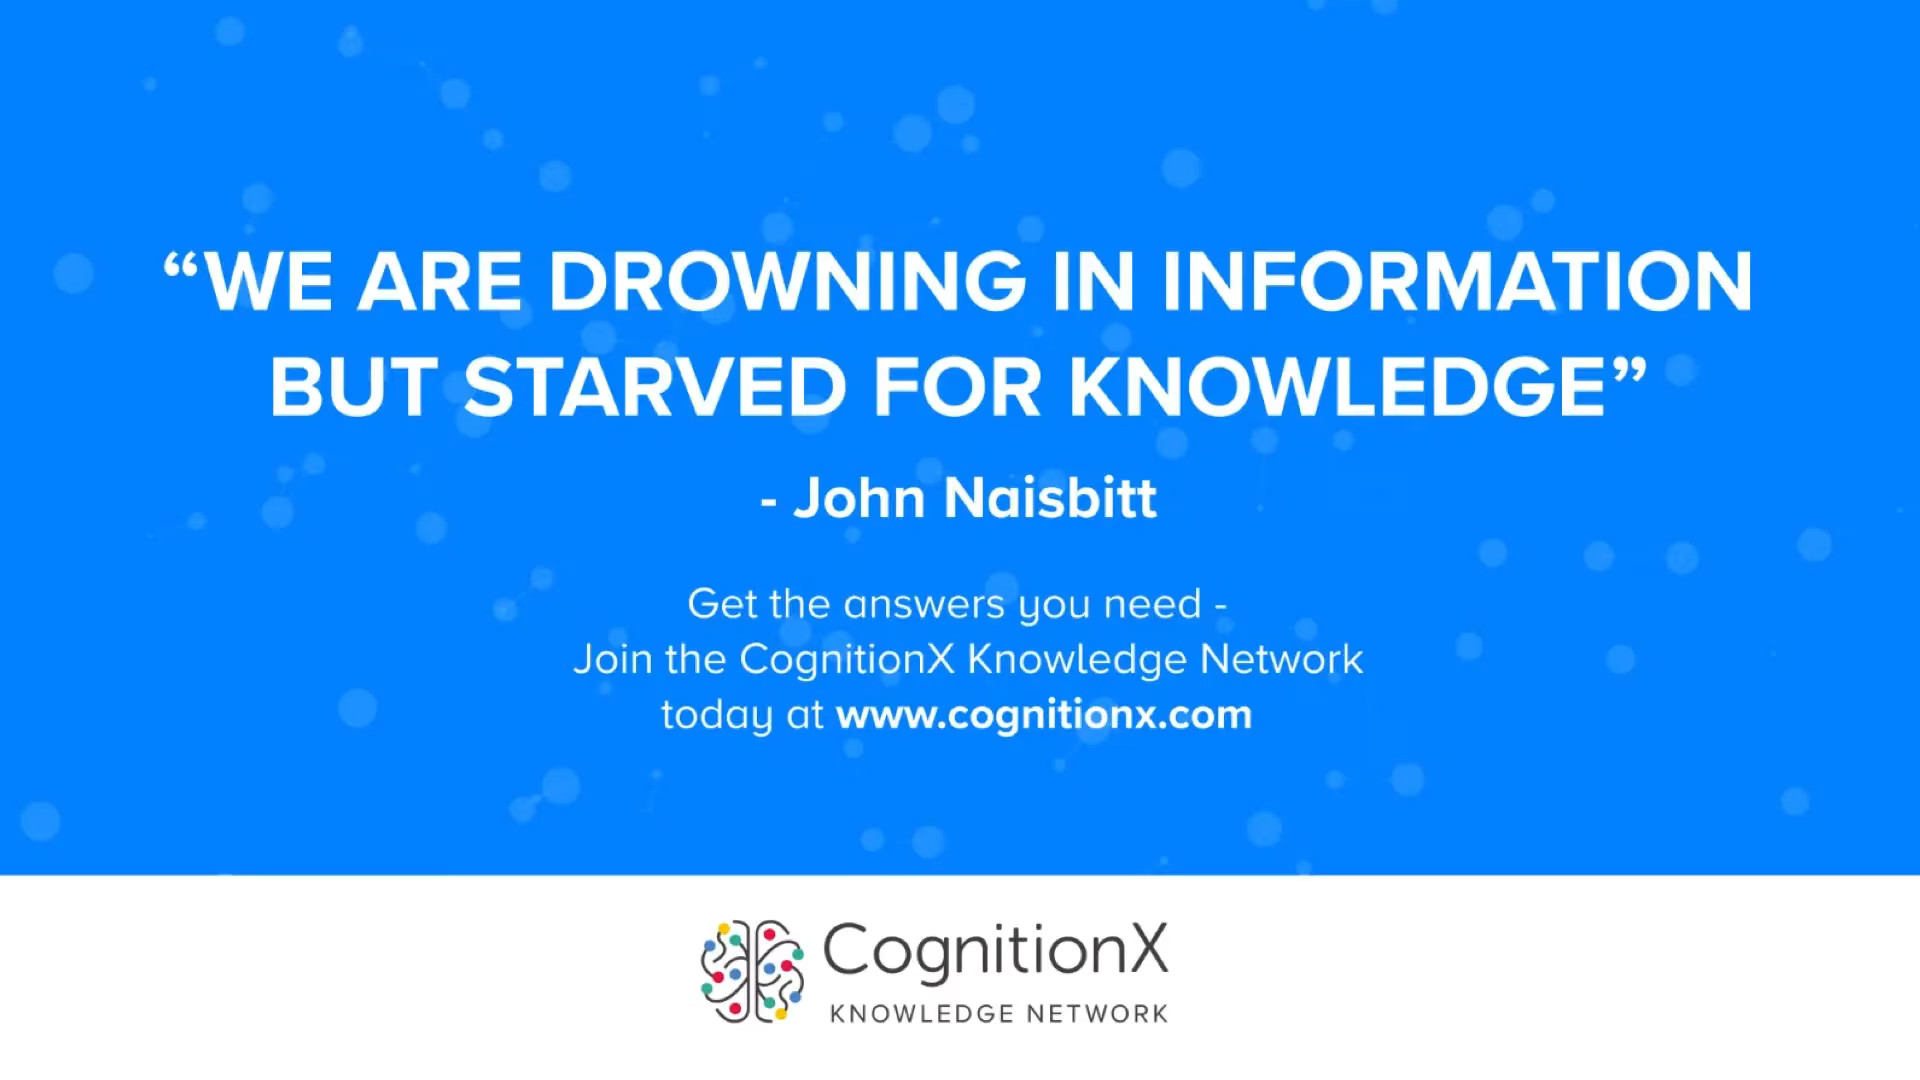 “WE ARE DROWNING IN INFORMATION
BUT STARVED FOR KNOWLEDGE”
- John Naisbitt
Get the answers you need -
Join the CognitionX Knowledge Network
today at www.cognitionx.com
CognitionX
KNOWLEDGE NETWORK